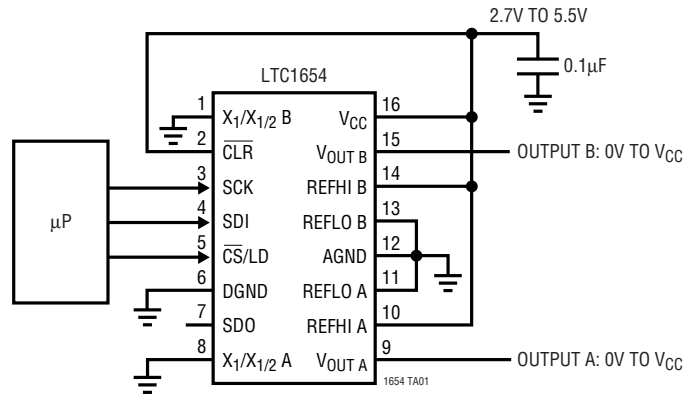 2.7V TO 5.5V
0.1µF
LTC1654
µP
1 X1/X1/2 B
2 CLR
3 SCK
4 SDI
5 CS/LD
6 DGND
7 SDO
8 X1/X1/2 A
VCC 16
VOUT B 15
REFHI B 14
REFLO B 13
AGND 12
REFLO A 11
REFHI A 10
VOUT A 9
OUTPUT B: 0V TO VCC
OUTPUT A: 0V TO VCC
1654 TA01